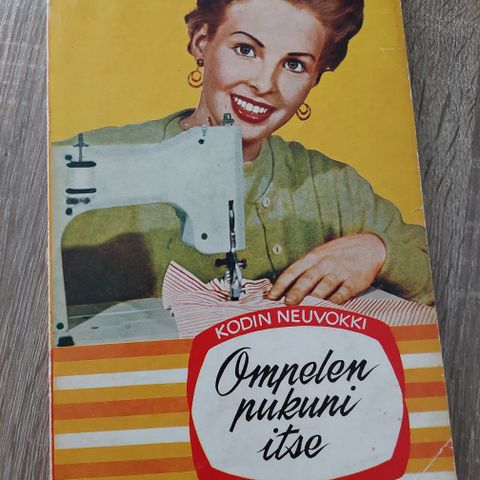 KODIN NEUVOKKI
Ompelen
pukuni
itse